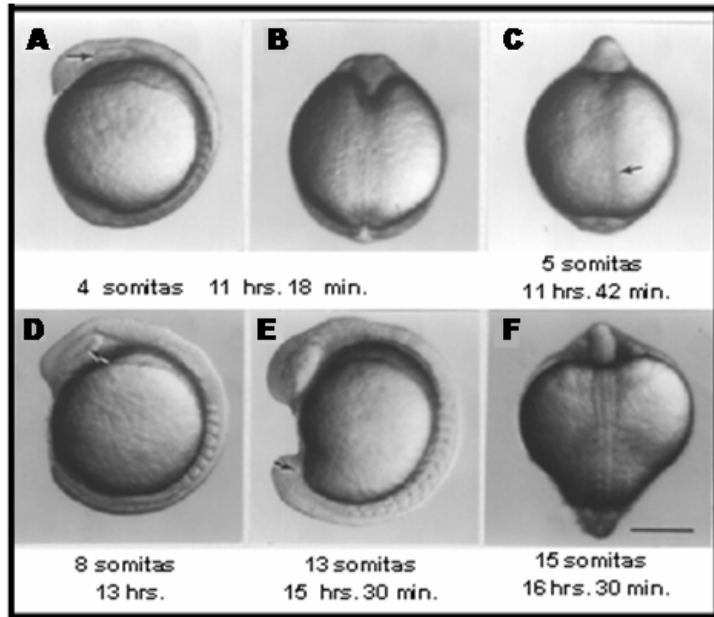 A B C
4 somitas 11 hrs. 18 min.
5 somitas
11 hrs. 42 min.
D E F
8 somitas
13 hrs.
13 somitas
15 hrs. 30 min.
15 somitas
16 hrs. 30 min.